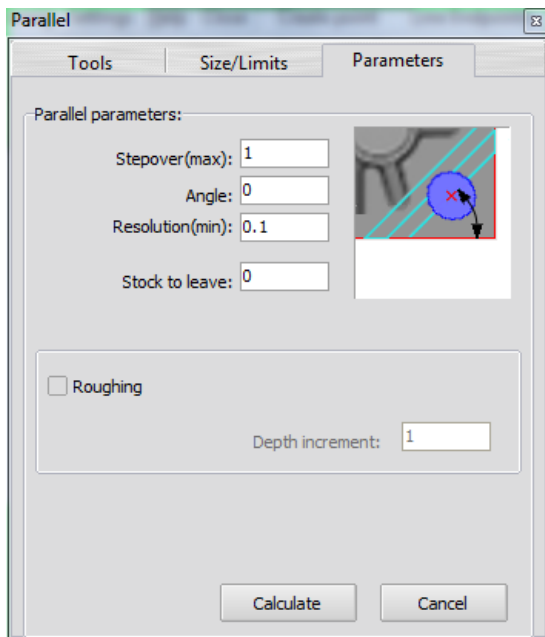 Parallel
Tools Size/Limits Parameters
Parallel parameters:
Stepover(max): 1
Angle: 0
Resolution(min): 0.1
Stock to leave: 0
Roughing
Depth increment: 1
Calculate Cancel